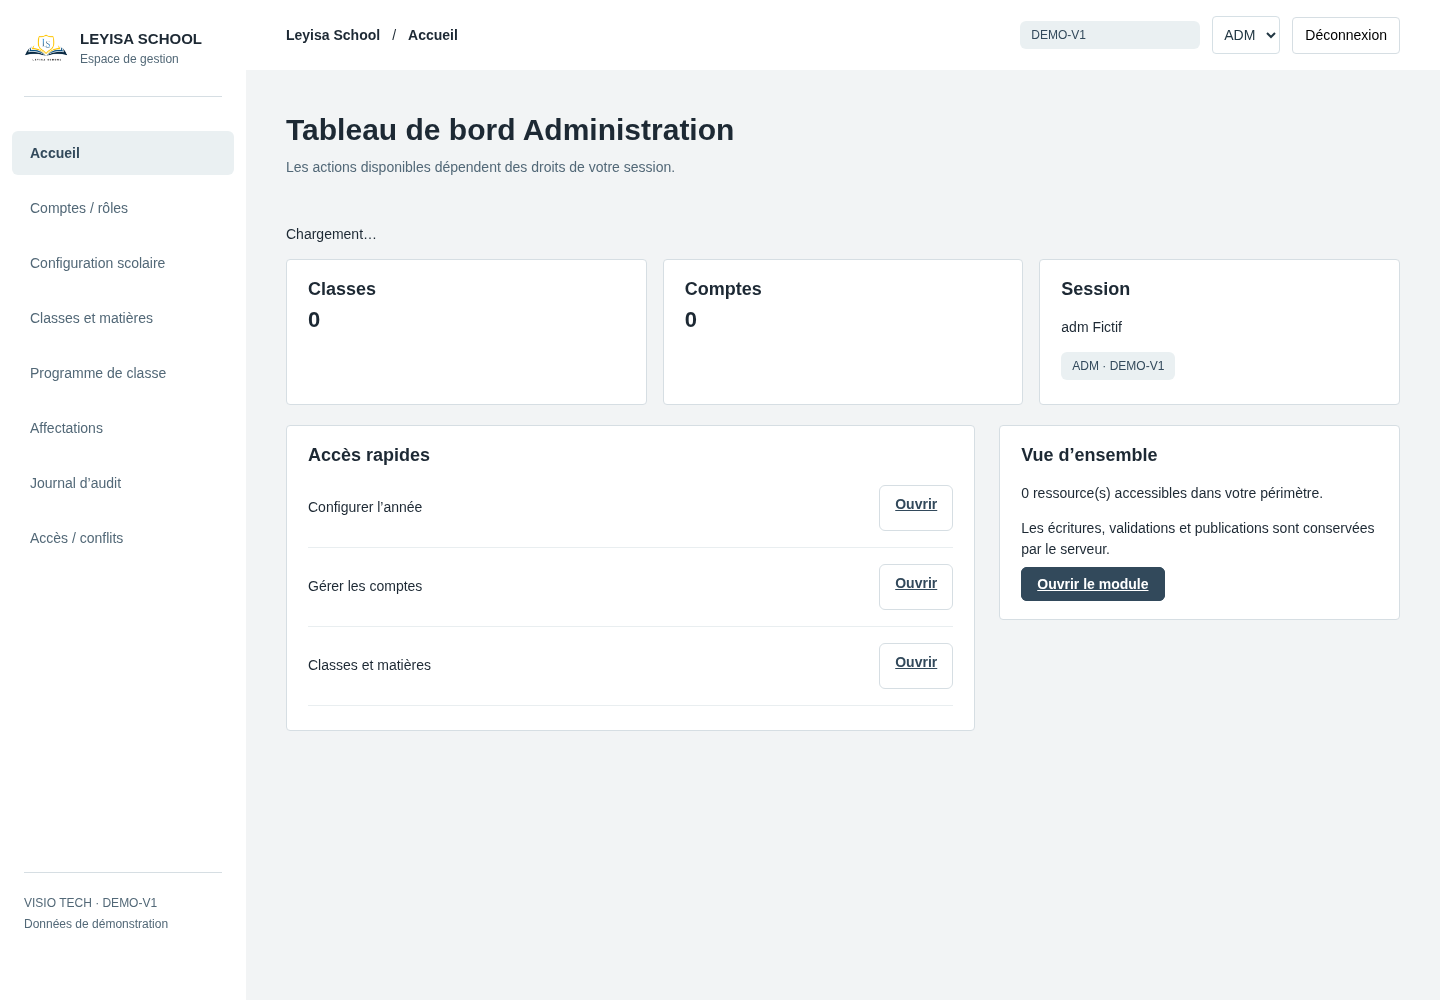 LEYISA SCHOOL
Espace de gestion
Accueil
Comptes / rôles
Configuration scolaire
Classes et matières
Programme de classe
Affectations
Journal d’audit
Accès / conflits
VISIO TECH · DEMO-V1
Données de démonstration
Leyisa School / Accueil
DEMO-V1
ADM
Déconnexion
Tableau de bord Administration
Les actions disponibles dépendent des droits de votre session.
Chargement…
Classes
0
Comptes
0
Session
adm Fictif
ADM · DEMO-V1
Accès rapides
Configurer l’année
Ouvrir
Gérer les comptes
Ouvrir
Classes et matières
Ouvrir
Vue d’ensemble
0 ressource(s) accessibles dans votre périmètre.
Les écritures, validations et publications sont conservées
par le serveur.
Ouvrir le module